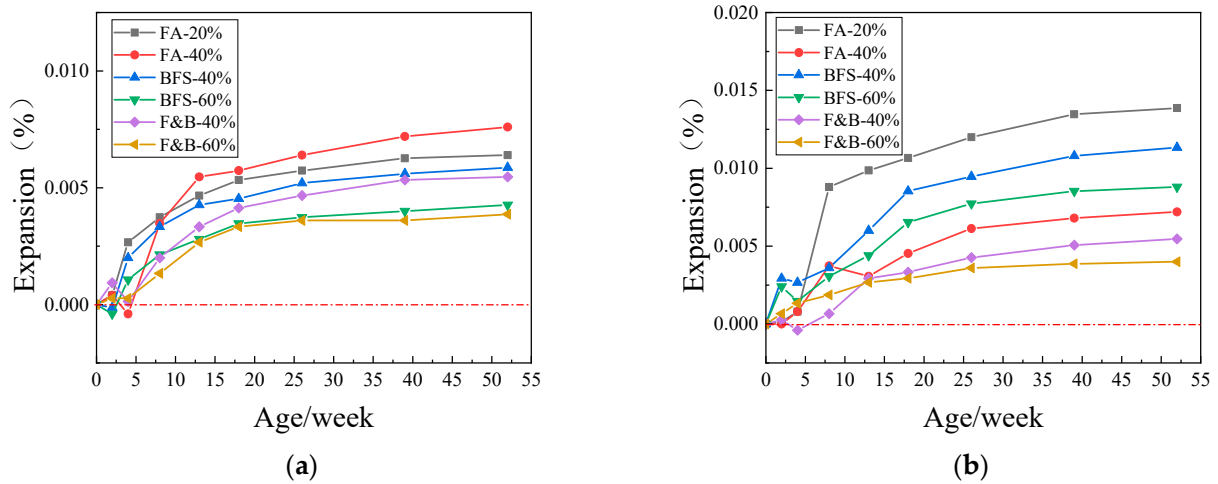 FA-20%
FA-40%
BFS-40%
BFS-60%
F&B-40%
F&B-60%
0.010
0.005
0.000
Expansion（%）
0 5 10 15 20 25 30 35 40 45 50 55
Age/week
(a)
FA-20%
FA-40%
BFS-40%
BFS-60%
F&B-40%
F&B-60%
0.020
0.015
0.010
0.005
0.000
Expansion（%）
0 5 10 15 20 25 30 35 40 45 50 55
Age/week
(b)